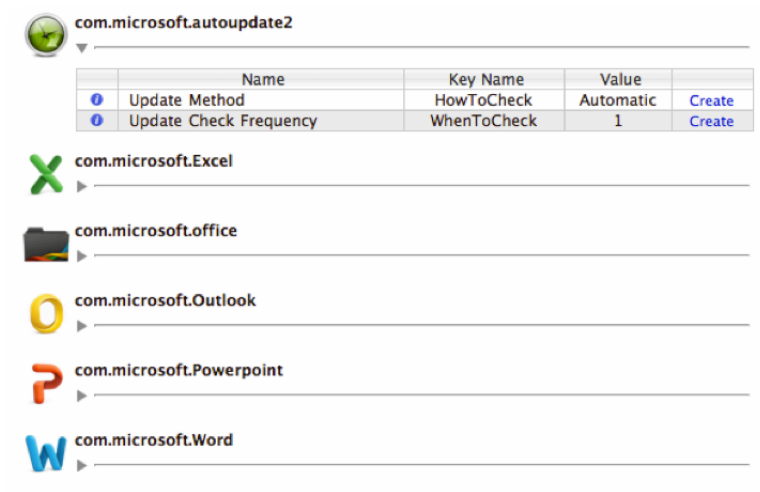 com.microsoft.autoupdate2
Name Key Name Value
Update Method HowToCheck Automatic Create
Update Check Frequency WhenToCheck 1 Create
com.microsoft.Excel
com.microsoft.office
com.microsoft.Outlook
com.microsoft.Powerpoint
com.microsoft.Word